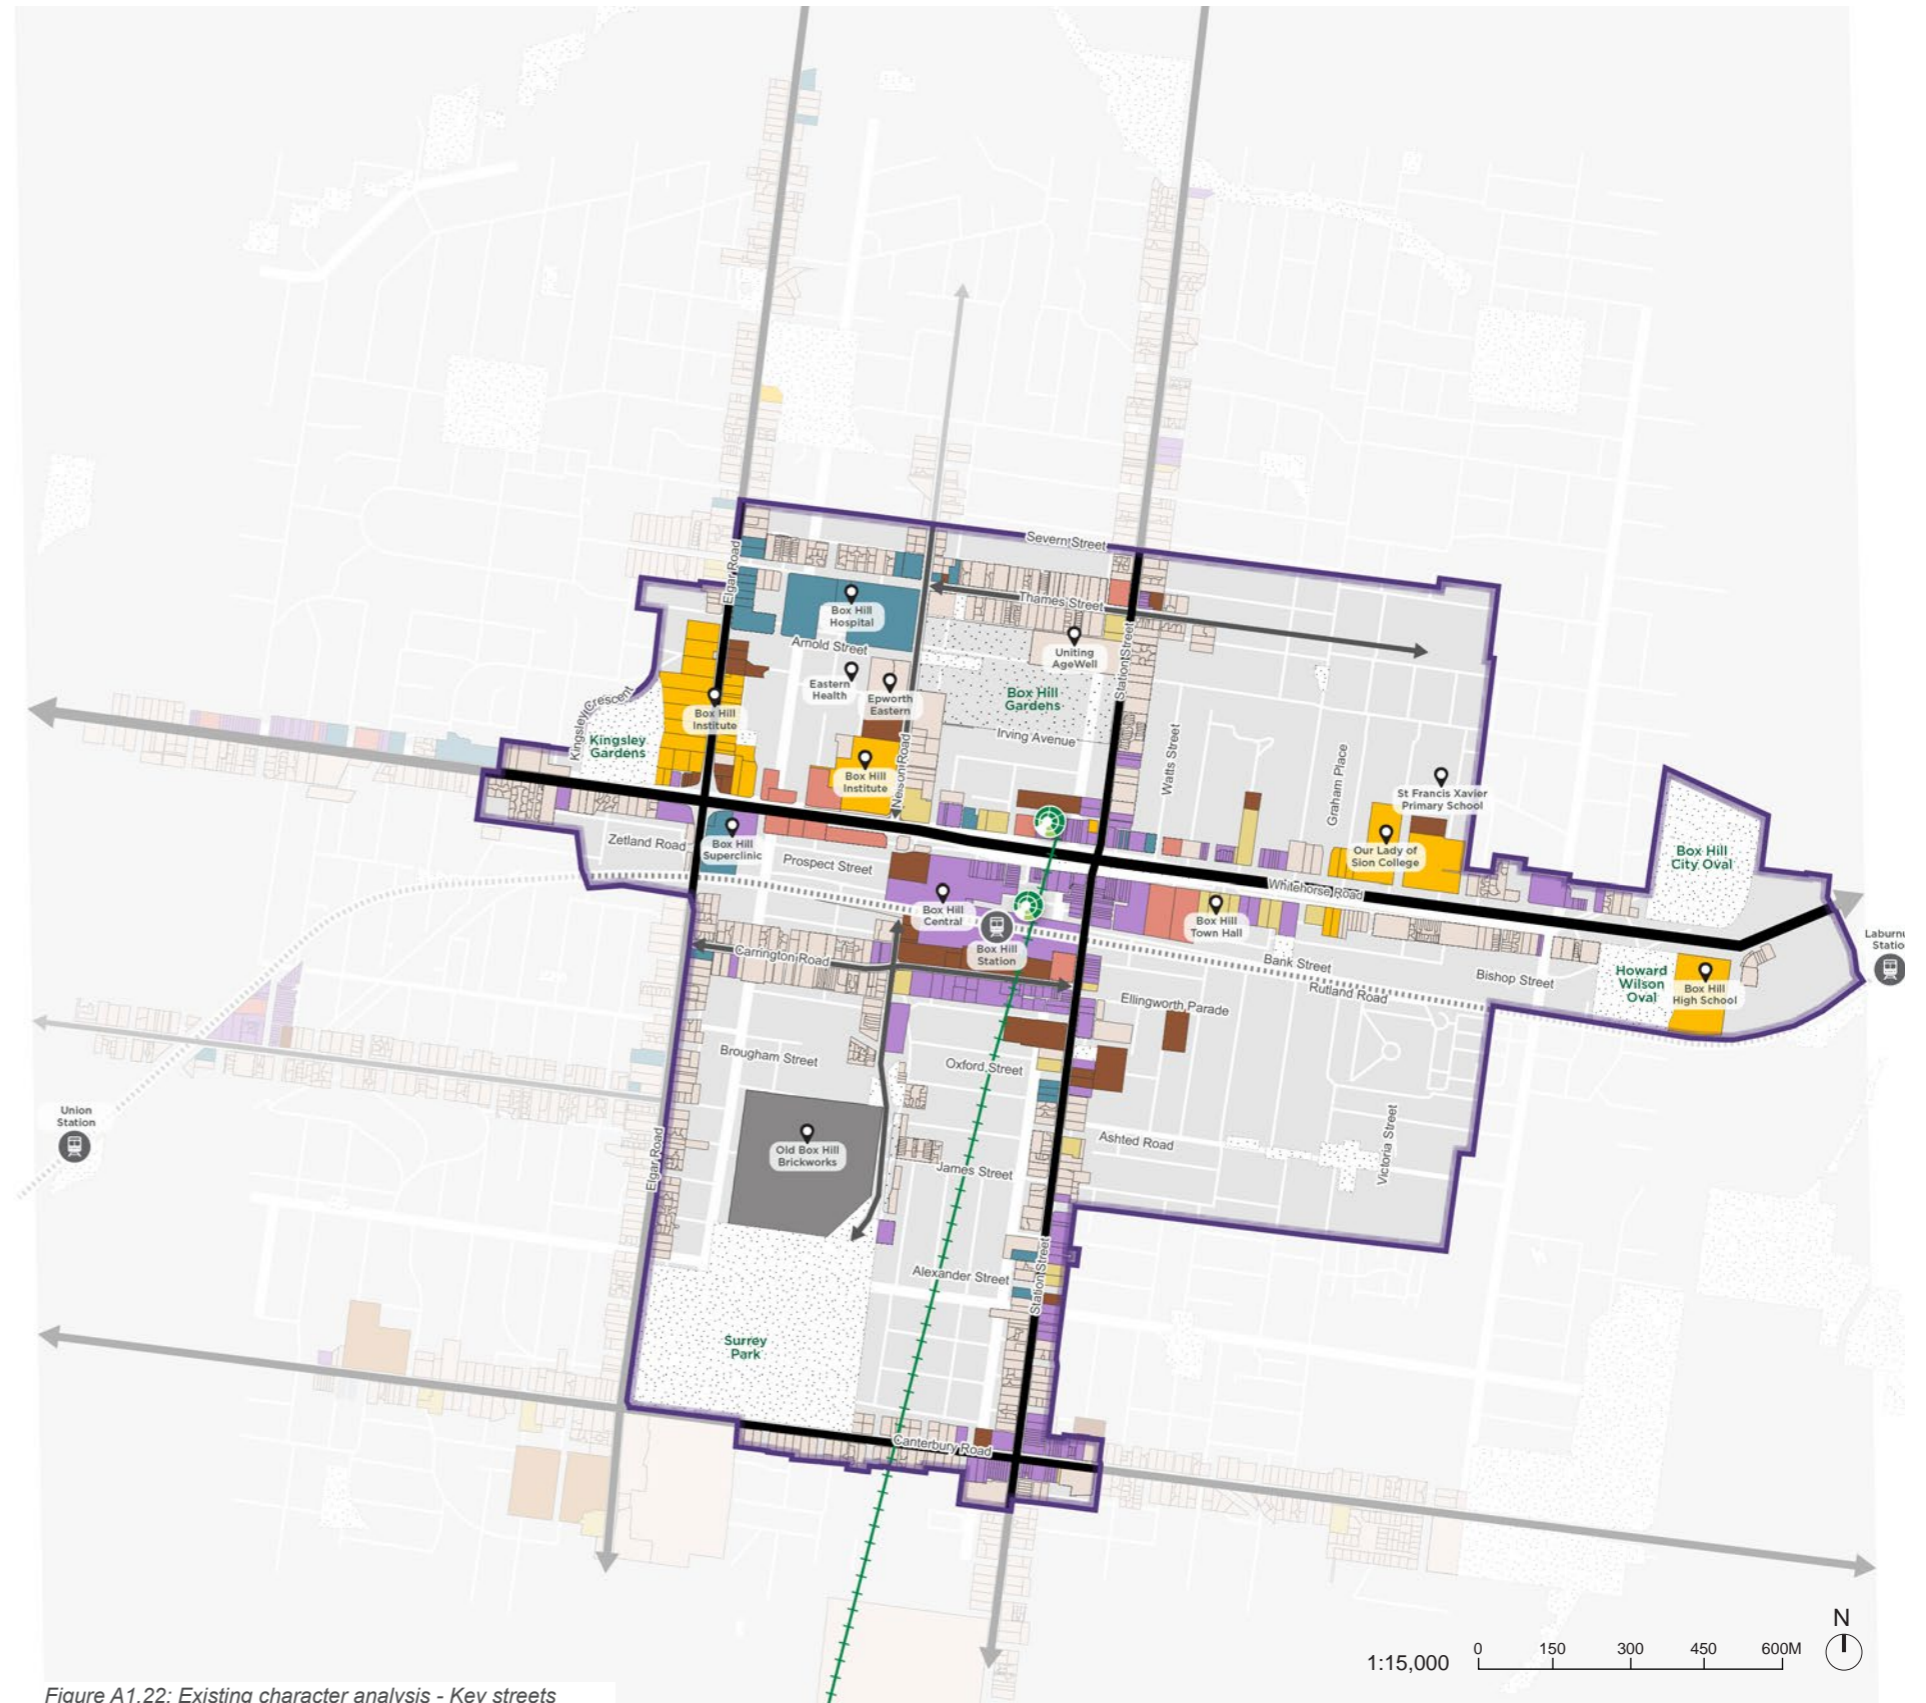 Severn Street
Elgar Road
Thames Street
Box Hill
Hospital
Arnold Street
Uniting
AgeWell
Station Street
Eastern
Health
Epworth
Eastern
Box Hill
Gardens
Kingsley Crescent
Box Hill
Institute
Kingsley
Gardens
Irving Avenue
Nelson Road
Watts Street
Graham Place
Box Hill
Institute
St Francis Xavier
Primary School
Zetland Road
Box Hill
Superclinic
Prospect Street
Our Lady of
Sion College
Box Hill
City Oval
Whitehorse Road
Box Hill
Central
Box Hill
Town Hall
Box Hill
Station
Carrington Road
Bank Street
Rutland Road
Bishop Street
Howard
Wilson
Oval
Box Hill
High School
Ellingworth Parade
Brougham Street
Oxford Street
Union
Station
Old Box Hill
Brickworks
Elgar Road
Ashted Road
James Street
Victoria Street
Alexander Street
Station Street
Surrey
Park
Canterbury Road
N
1:15,000
0 150 300 450 600M
Figure A1.22: Existing character analysis - Key streets